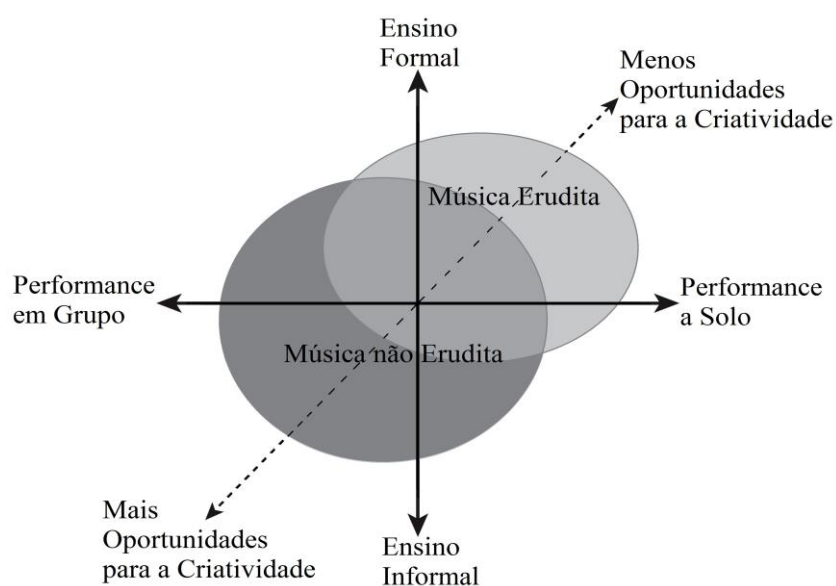 Ensino
Formal
Menos
Oportunidades
para a Criatividade
Música Erudita
Performance
em Grupo
Performance
a Solo
Música não Erudita
Mais
Oportunidades
para a Criatividade
Ensino
Informal